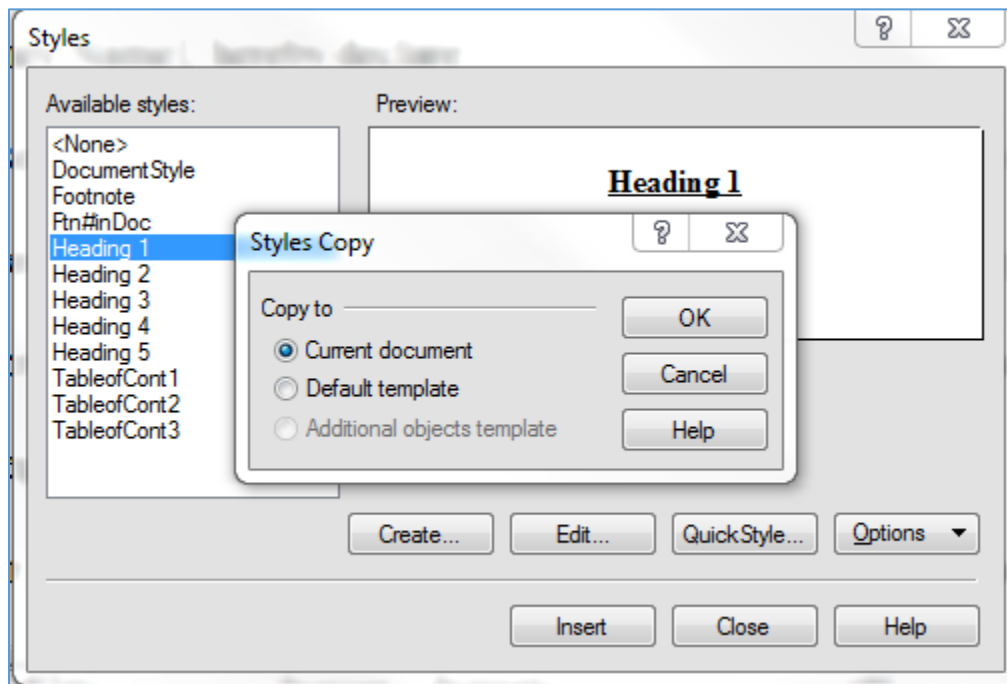 Styles
Available styles:
<None>
DocumentStyle
Footnote
Ftn#inDoc
Heading 1
Heading 2
Heading 3
Heading 4
Heading 5
TableofCont1
TableofCont2
TableofCont3
Preview:
Heading 1
Styles Copy
Copy to
Current document
Default template
Additional objects template
OK
Cancel
Help
Create... Edit... QuickStyle... Options
Insert Close Help